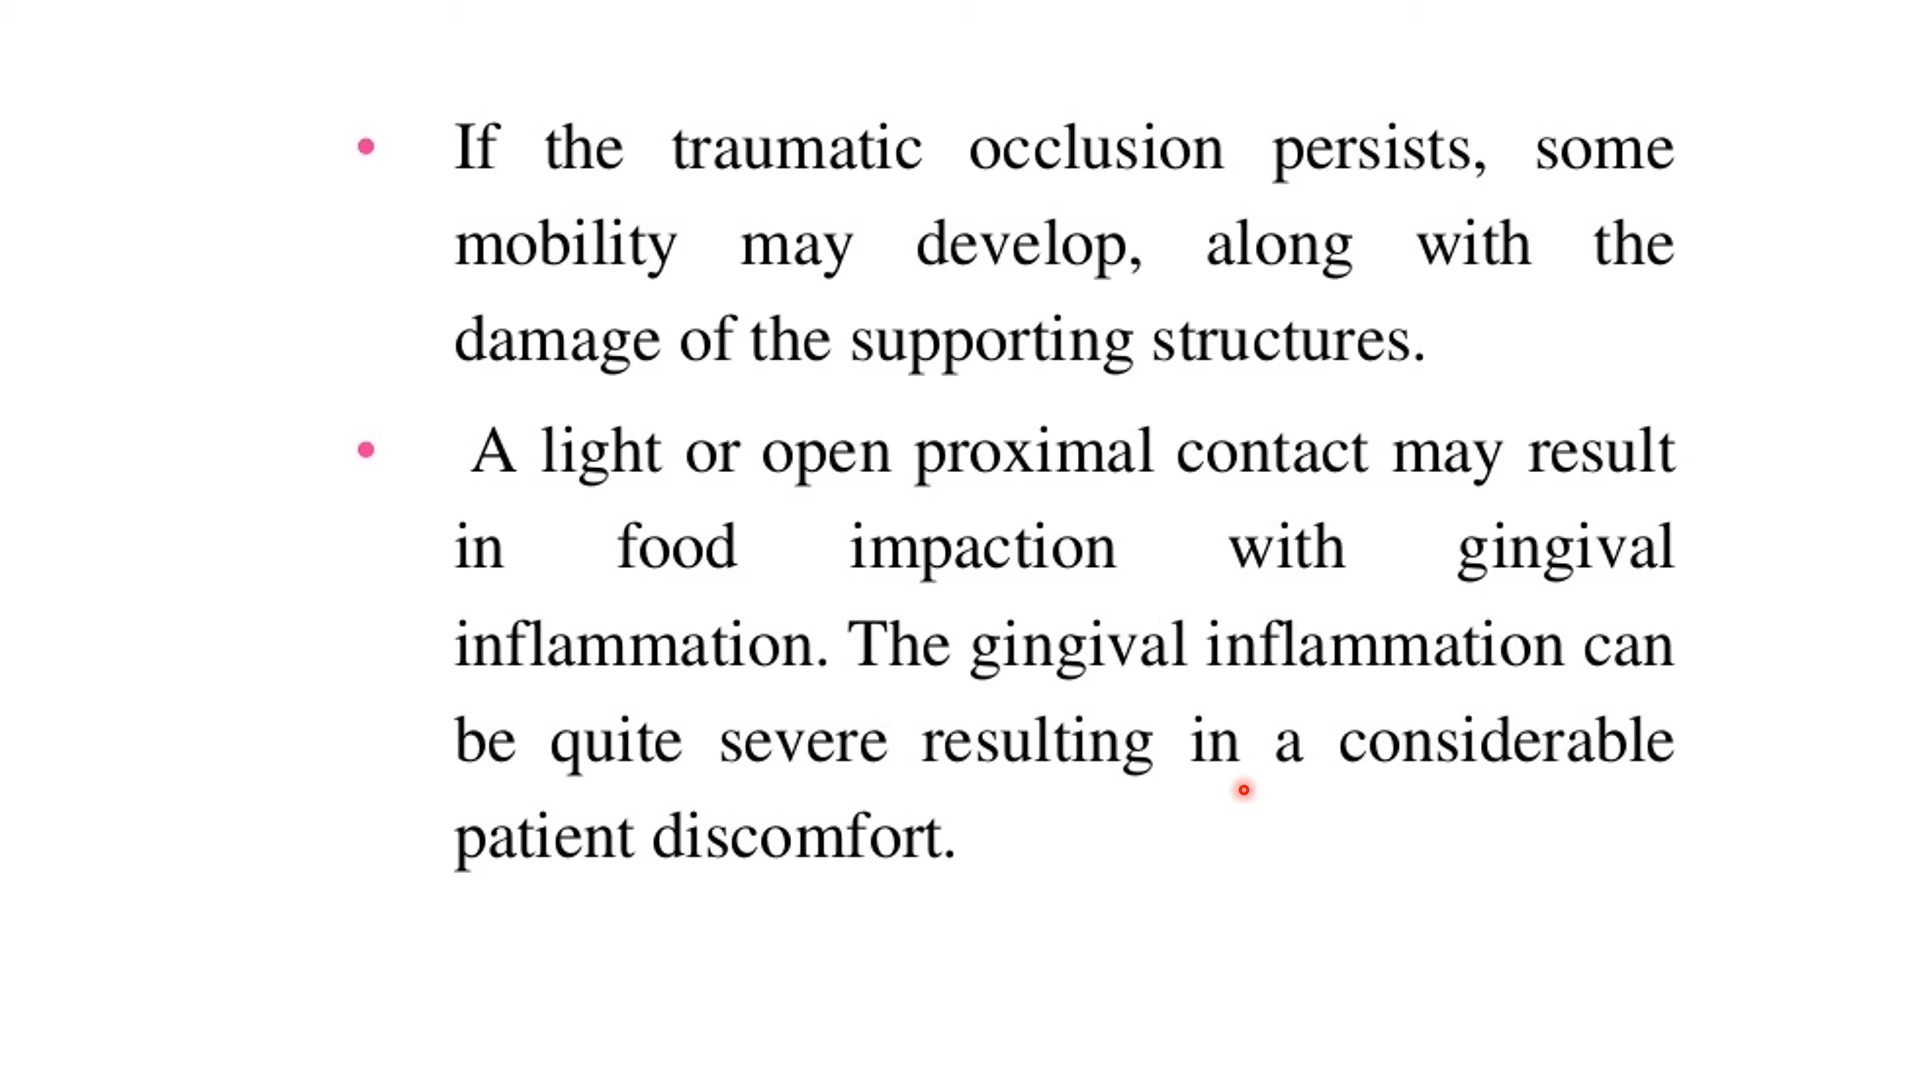 • If the traumatic occlusion persists, some
mobility may develop, along with the
damage of the supporting structures.
• A light or open proximal contact may result
in food impaction with gingival
inflammation. The gingival inflammation can
be quite severe resulting in a considerable
patient discomfort.